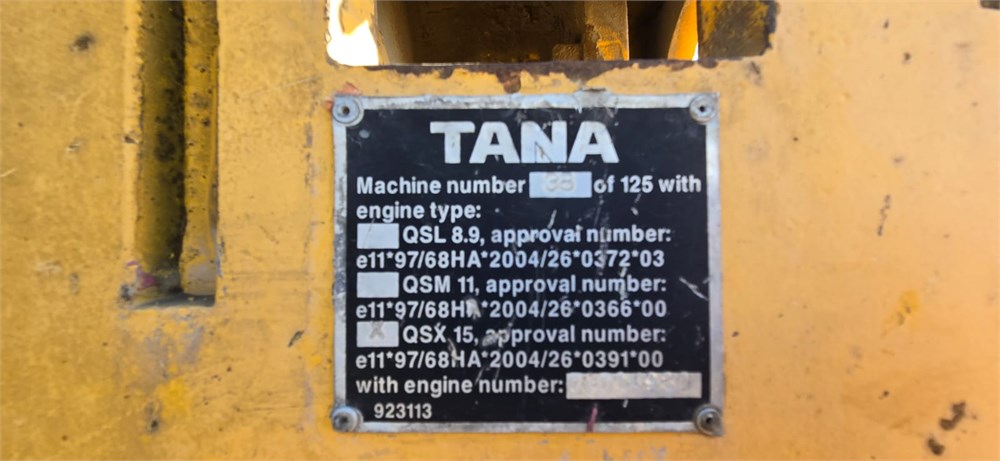 TANA
Machine number 38 of 125 with
engine type:
QSL 8.9, approval number:
e11*97/68HA*2004/26*0372*03
QSM 11, approval number:
e11*97/68HA*2004/26*0366*00
X QSX 15, approval number:
e11*97/68HA*2004/26*0391*00
with engine number:
923113